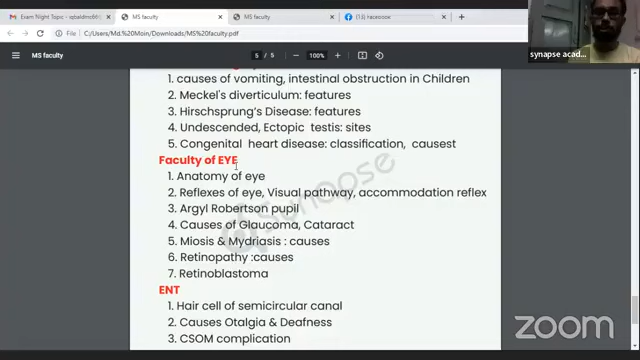 Exam Night Topic - iqbaldmc99
MS faculty
MS faculty
(3) Facebook
File
C:/Users/Md.%20Moin/Downloads/MS%20faculty.pdf
MS faculty
5 / 5
100%
1. causes of vomiting, intestinal obstruction in Children
2. Meckel's diverticulum: features
3. Hirschsprung's Disease: features
4. Undescended, Ectopic testis: sites
5. Congenital heart disease: classification, causest
Faculty of EYE
1. Anatomy of eye
2. Reflexes of eye, Visual pathway, accommodation reflex
3. Argyl Robertson pupil
4. Causes of Glaucoma, Cataract
5. Miosis & Mydriasis : causes
6. Retinopathy :causes
7. Retinoblastoma
ENT
1. Hair cell of semicircular canal
2. Causes Otalgia & Deafness
3. CSOM complication
Synapse
synapse acad...
zoom